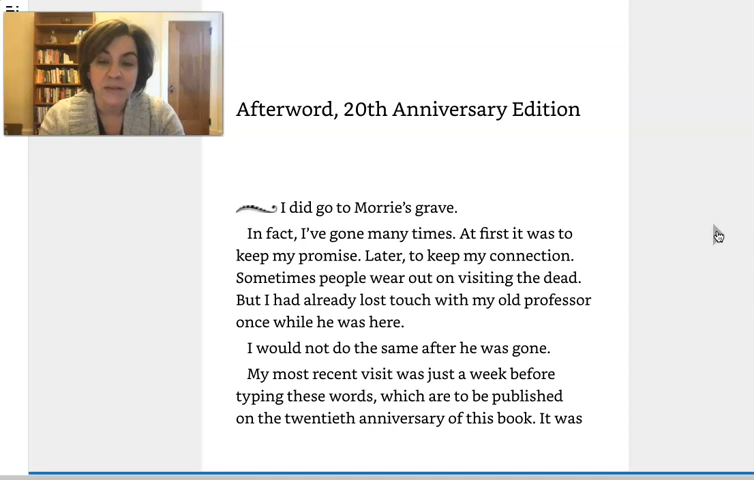 Afterword, 20th Anniversary Edition
I did go to Morrie’s grave.
In fact, I’ve gone many times. At first it was to
keep my promise. Later, to keep my connection.
Sometimes people wear out on visiting the dead.
But I had already lost touch with my old professor
once while he was here.
I would not do the same after he was gone.
My most recent visit was just a week before
typing these words, which are to be published
on the twentieth anniversary of this book. It was